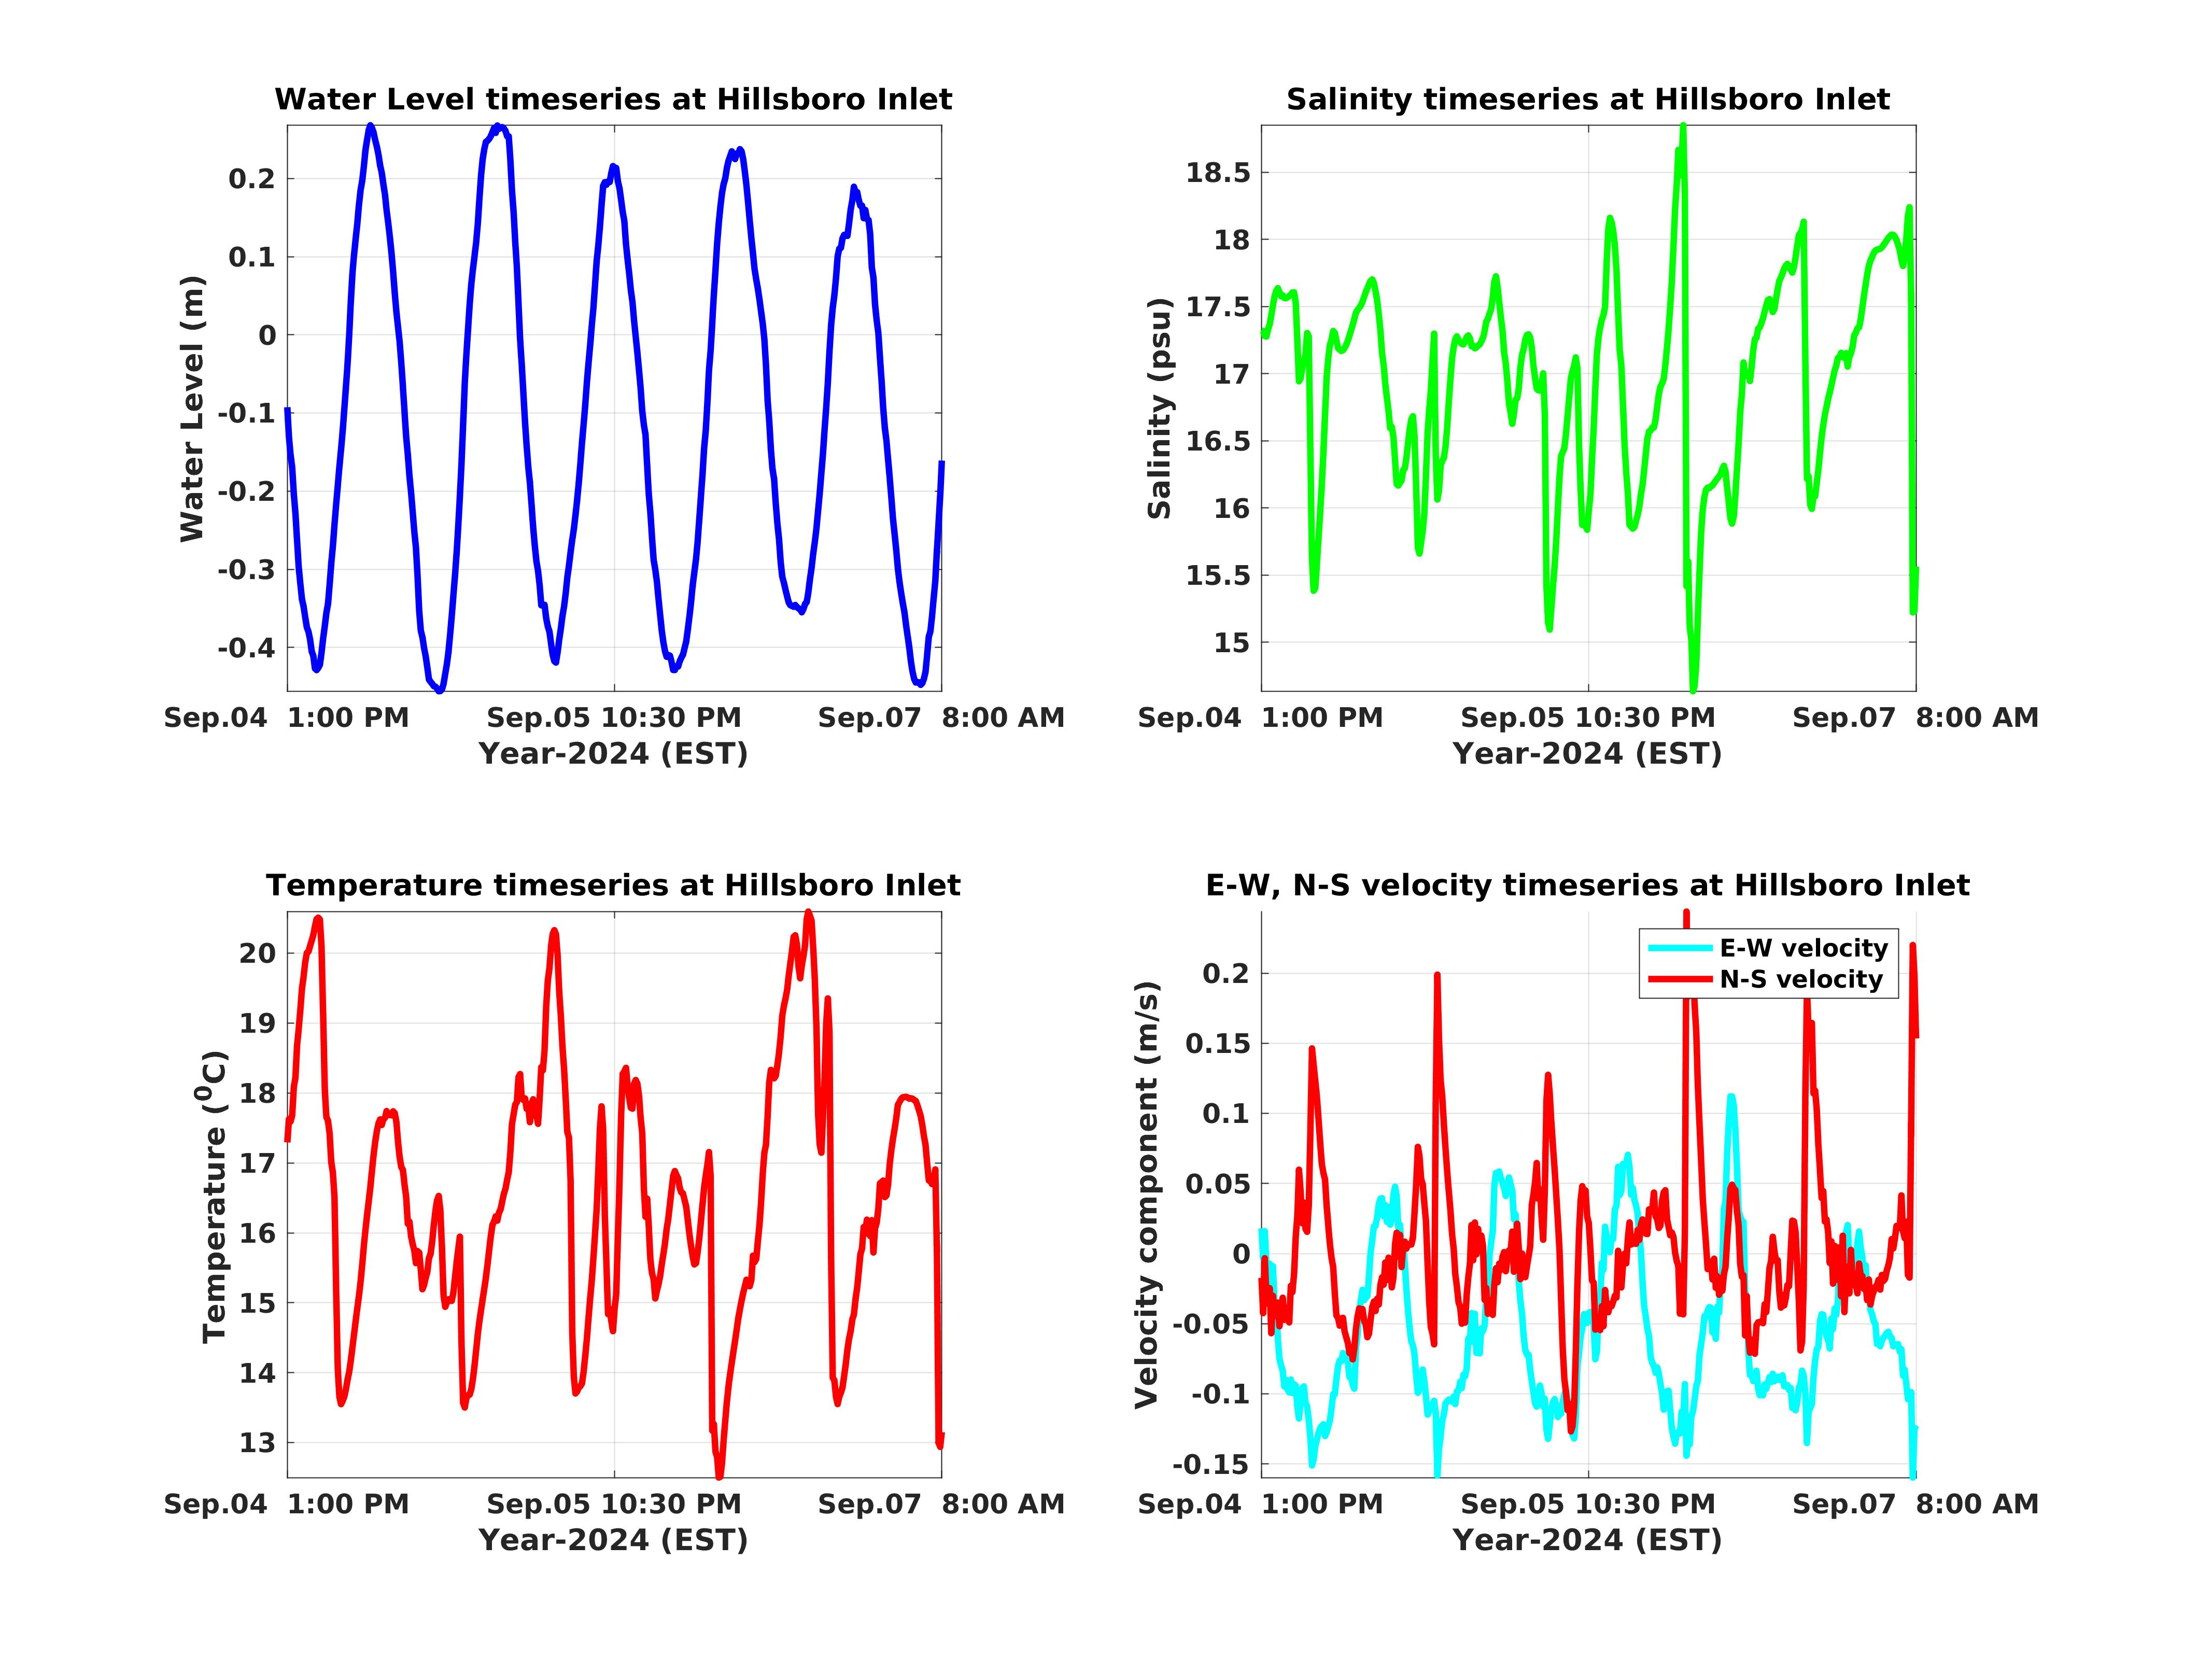 Water Level timeseries at Hillsboro Inlet
Water Level (m)
0.2
0.1
0
-0.1
-0.2
-0.3
-0.4
Sep.04 1:00 PM
Sep.05 10:30 PM
Sep.07 8:00 AM
Year-2024 (EST)
Salinity timeseries at Hillsboro Inlet
Salinity (psu)
18.5
18
17.5
17
16.5
16
15.5
15
Sep.04 1:00 PM
Sep.05 10:30 PM
Sep.07 8:00 AM
Year-2024 (EST)
Temperature timeseries at Hillsboro Inlet
Temperature (⁰C)
20
19
18
17
16
15
14
13
Sep.04 1:00 PM
Sep.05 10:30 PM
Sep.07 8:00 AM
Year-2024 (EST)
E-W, N-S velocity timeseries at Hillsboro Inlet
Velocity component (m/s)
0.2
0.15
0.1
0.05
0
-0.05
-0.1
-0.15
E-W velocity
N-S velocity
Sep.04 1:00 PM
Sep.05 10:30 PM
Sep.07 8:00 AM
Year-2024 (EST)